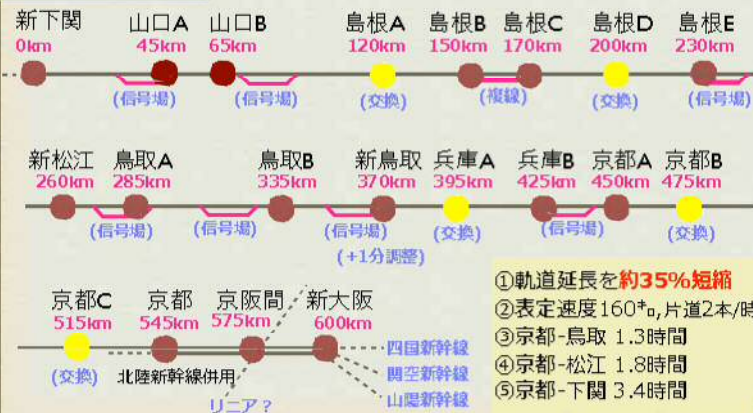 新下関 山口A 山口B 島根A 島根B 島根C 島根D 島根E
0km 45km 65km 120km 150km 170km 200km 230km
(信号場) (信号場) (交換) (複線) (交換) (信号場)
新松江 鳥取A 鳥取B 新鳥取 兵庫A 兵庫B 京都A 京都B
260km 285km 335km 370km 395km 425km 450km 475km
(信号場) (信号場) (信号場) (交換) (信号場) (交換)
(+1分調整)
京都C 京都 京阪間 新大阪
515km 545km 575km 600km
(交換) 北陸新幹線併用
リニア?
四国新幹線
関空新幹線
山陽新幹線
①軌道延長を約35%短縮
②表定速度160㌔,片道2本/時
③京都-鳥取 1.3時間
④京都-松江 1.8時間
⑤京都-下関 3.4時間